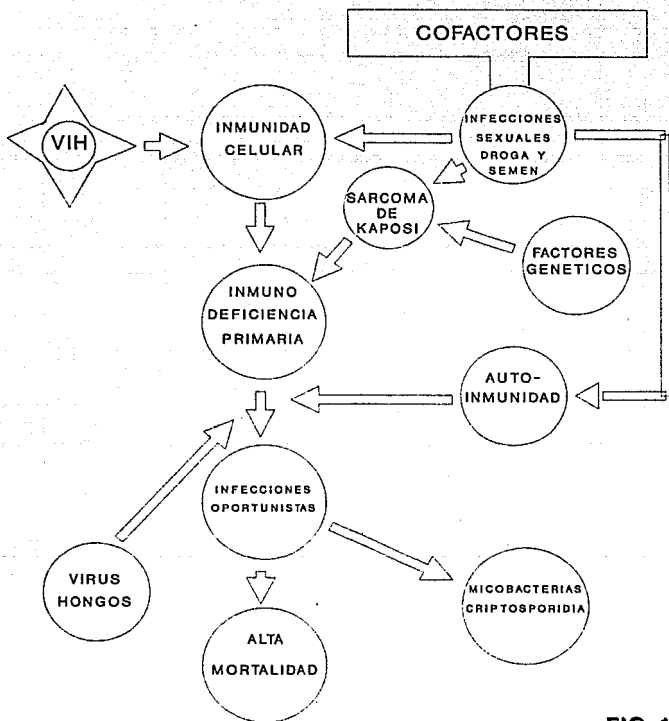 COFACTORES
VIH
INMUNIDAD
CELULAR
INFECCIONES
SEXUALES
DROGA Y
SEMEN
SARCOMA
DE
KAPOSI
FACTORES
GENETICOS
INMUNO
DEFICIENCIA
PRIMARIA
AUTO-
INMUNIDAD
INFECCIONES
OPORTUNISTAS
VIRUS
HONGOS
MICOBACTERIAS
CRIPTOSPORIDIA
ALTA
MORTALIDAD